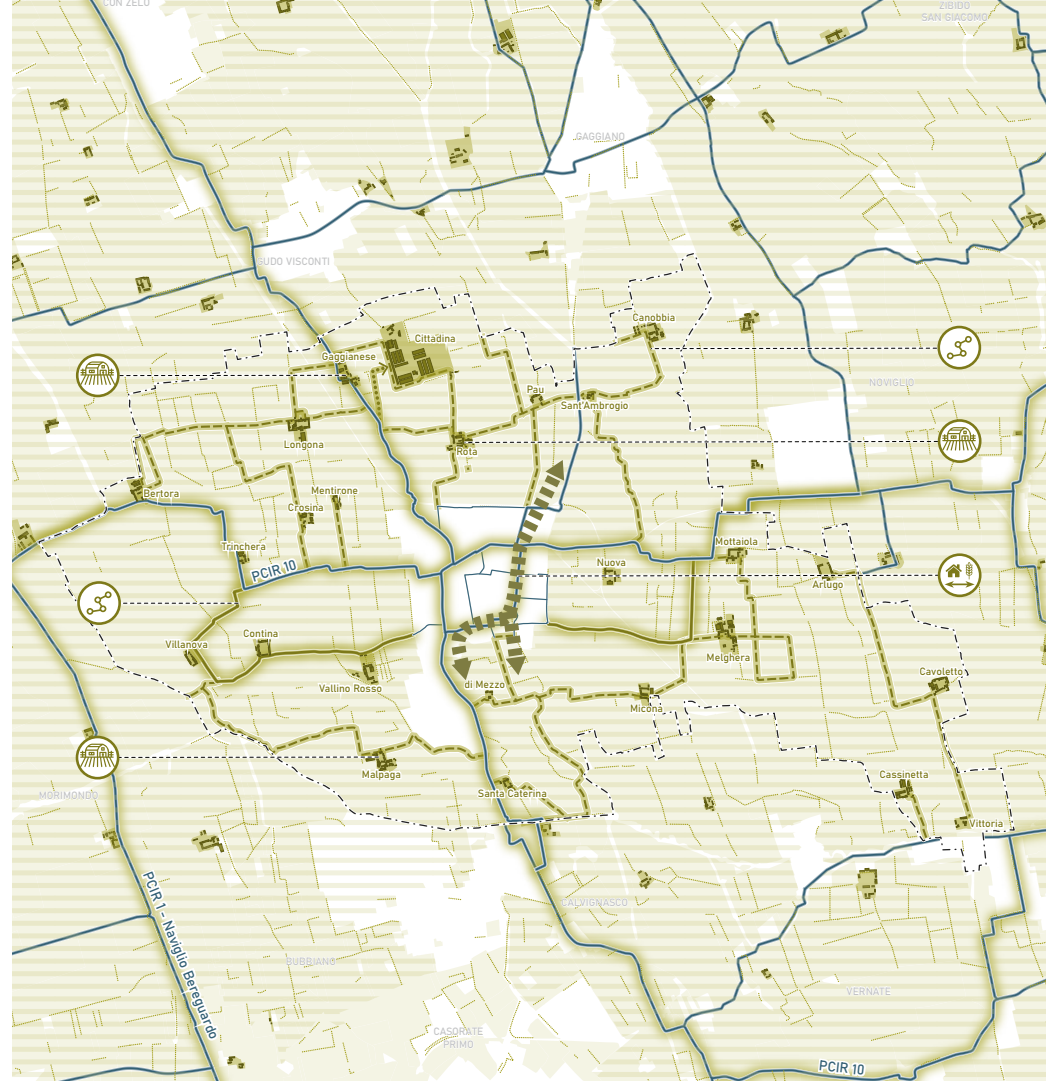 CON ZELO
ZIBIDO
SAN GIACOMO
GAGGIANO
GUDO VISCONTI
Canobbia
Cittadina
Gaggianese
NOVIGLIO
Pau
Sant'Ambrogio
Longona
Rota
Bertora
Mentirone
Crosina
Trinchera
Mottaiola
PCIR 10
Nuova
Arlugo
Contina
Villanova
Melghera
Cavoletto
Vallino Rosso
di Mezzo
Micona
Malpaga
Cassinetta
MORIMONDO
Santa Caterina
Vittoria
PCIR 1 - Naviglio Bereguardo
CALVIGNASCO
BUBBIANO
VERNATE
CASORATE
PRIMO
PCIR 10